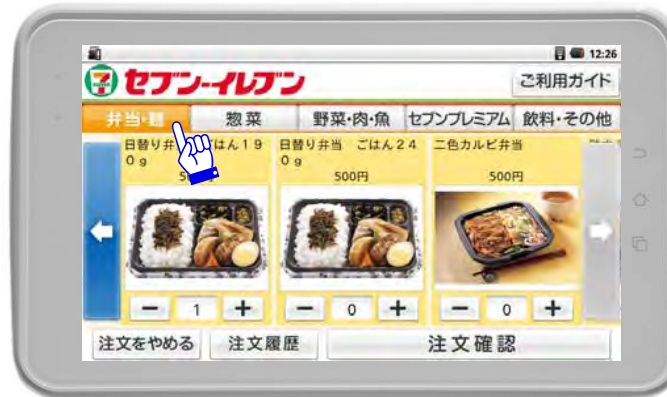 12:26
セブン-イレブン
ご利用ガイド
弁当・麺
惣菜
野菜・肉・魚
セブンプレミアム
飲料・その他
日替り弁当 ごはん19
0g
500円
日替り弁当 ごはん24
0g
500円
二色カルビ弁当
500円
1
0
0
注文をやめる
注文履歴
注文確認